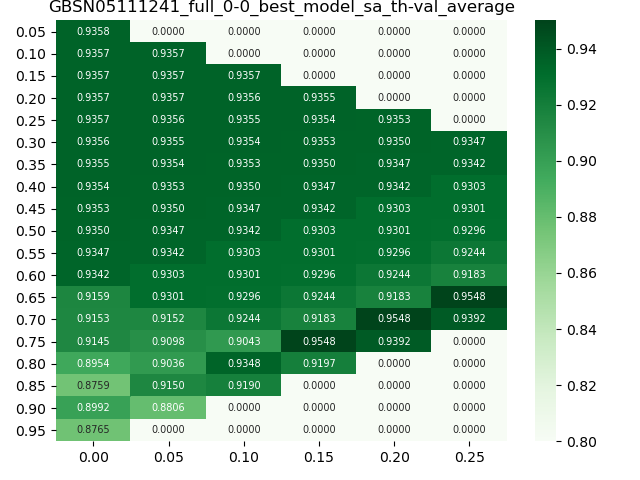 GBSN05111241_full_0-0_best_model_sa_th-val_average
0.05 0.9358 0.0000 0.0000 0.0000 0.0000 0.0000
0.10 0.9357 0.9357 0.0000 0.0000 0.0000 0.0000
0.15 0.9357 0.9357 0.9357 0.0000 0.0000 0.0000
0.20 0.9357 0.9357 0.9356 0.9355 0.0000 0.0000
0.25 0.9357 0.9356 0.9355 0.9354 0.9353 0.0000
0.30 0.9356 0.9355 0.9354 0.9353 0.9350 0.9347
0.35 0.9355 0.9354 0.9353 0.9350 0.9347 0.9342
0.40 0.9354 0.9353 0.9350 0.9347 0.9342 0.9303
0.45 0.9353 0.9350 0.9347 0.9342 0.9303 0.9301
0.50 0.9350 0.9347 0.9342 0.9303 0.9301 0.9296
0.55 0.9347 0.9342 0.9303 0.9301 0.9296 0.9244
0.60 0.9342 0.9303 0.9301 0.9296 0.9244 0.9183
0.65 0.9159 0.9301 0.9296 0.9244 0.9183 0.9548
0.70 0.9153 0.9152 0.9244 0.9183 0.9548 0.9392
0.75 0.9145 0.9098 0.9043 0.9548 0.9392 0.0000
0.80 0.8954 0.9036 0.9348 0.9197 0.0000 0.0000
0.85 0.8759 0.9150 0.9190 0.0000 0.0000 0.0000
0.90 0.8992 0.8806 0.0000 0.0000 0.0000 0.0000
0.95 0.8765 0.0000 0.0000 0.0000 0.0000 0.0000
0.00 0.05 0.10 0.15 0.20 0.25
0.94
0.92
0.90
0.88
0.86
0.84
0.82
0.80